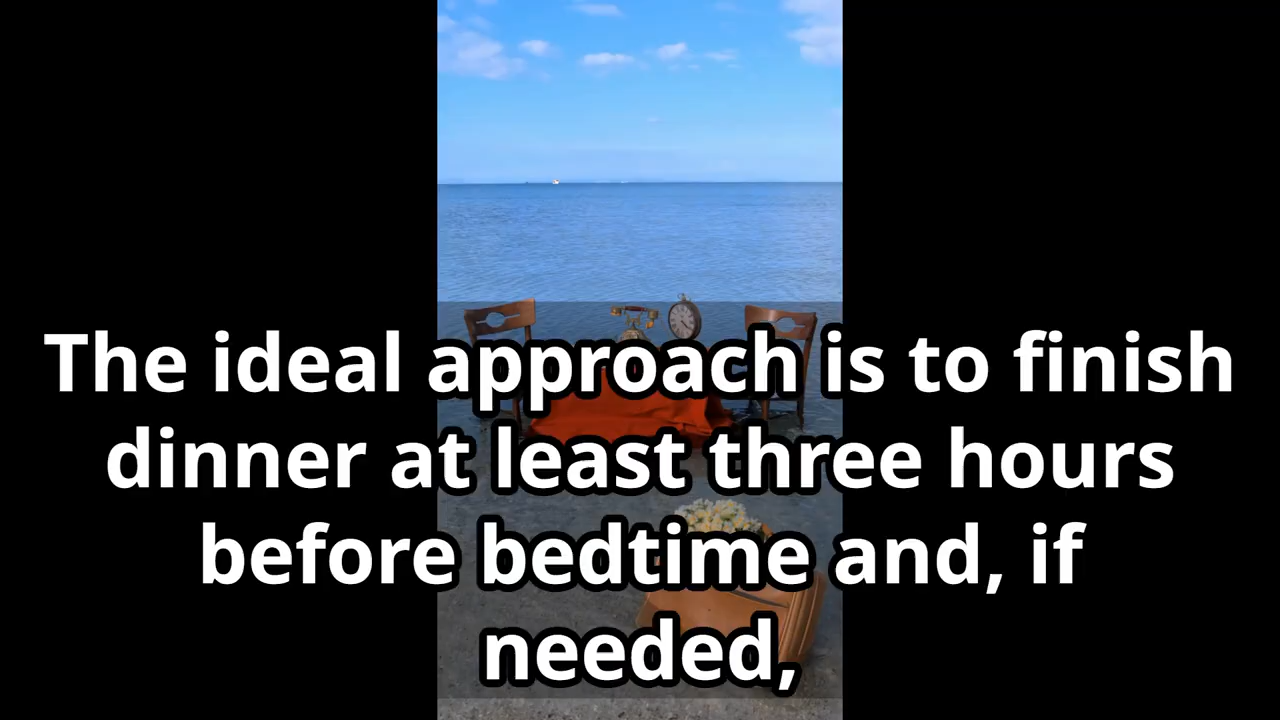 The ideal approach is to finish
dinner at least three hours
before bedtime and, if
needed,